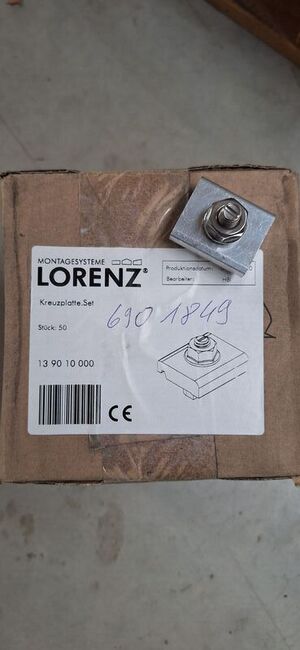 MONTAGESYSTEME
LORENZ®
Kreuzplatte.Set
Stück: 50
13 90 10 000
Produktionsdatum:
Bearbeiter:
6901849
CE